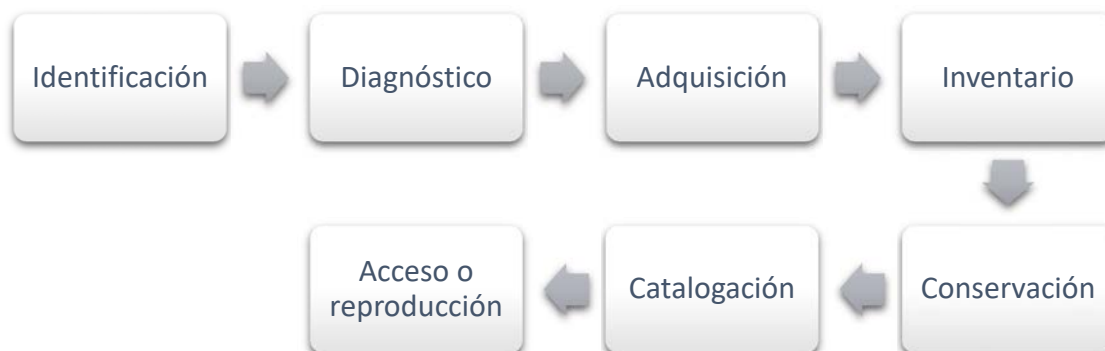 Identificación
Diagnóstico
Adquisición
Inventario
Conservación
Catalogación
Acceso o
reproducción